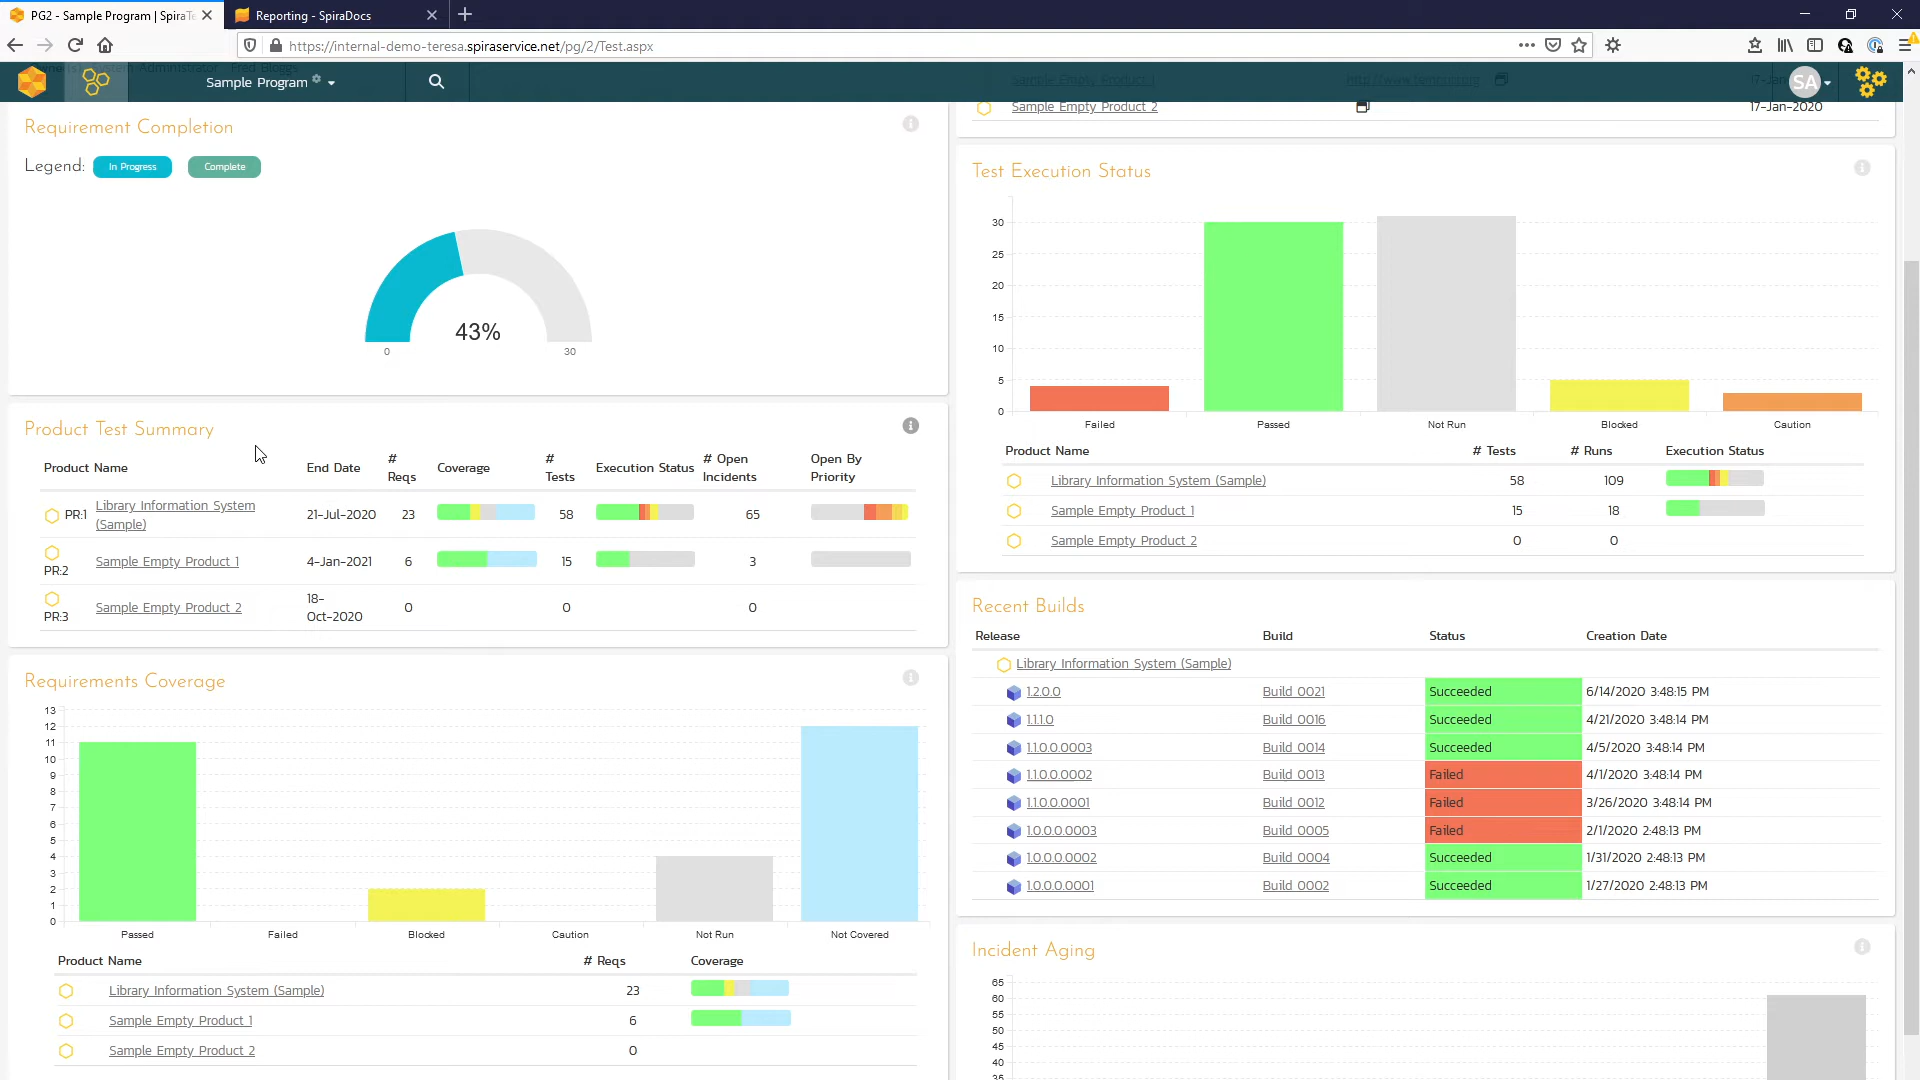 PG2 - Sample Program | SpiraTe
Reporting - SpiraDocs
https://internal-demo-teresa.spiraservice.net/pg/2/Test.aspx
Sample Program
SA
Sample Empty Product 1
17-Jan
Sample Empty Product 2
17-Jan-2020
Requirement Completion
Legend:
In Progress
Complete
43%
0
30
Product Test Summary
Product Name
End Date
# Reqs
Coverage
# Tests
Execution Status
# Open Incidents
Open By Priority
PR:1
Library Information System (Sample)
21-Jul-2020
23
58
65
PR:2
Sample Empty Product 1
4-Jan-2021
6
15
3
PR:3
Sample Empty Product 2
18-Oct-2020
0
0
0
Requirements Coverage
13
12
11
10
9
8
7
6
5
4
3
2
1
0
Passed
Failed
Blocked
Caution
Not Run
Not Covered
Product Name
# Reqs
Coverage
Library Information System (Sample)
23
Sample Empty Product 1
6
Sample Empty Product 2
0
Test Execution Status
30
25
20
15
10
5
0
Failed
Passed
Not Run
Blocked
Caution
Product Name
# Tests
# Runs
Execution Status
Library Information System (Sample)
58
109
Sample Empty Product 1
15
18
Sample Empty Product 2
0
0
Recent Builds
Release
Build
Status
Creation Date
Library Information System (Sample)
1.2.0.0
Build 0021
Succeeded
6/14/2020 3:48:15 PM
1.1.1.0
Build 0016
Succeeded
4/21/2020 3:48:14 PM
1.1.0.0.0003
Build 0014
Succeeded
4/5/2020 3:48:14 PM
1.1.0.0.0002
Build 0013
Failed
4/1/2020 3:48:14 PM
1.1.0.0.0001
Build 0012
Failed
3/26/2020 3:48:14 PM
1.0.0.0.0003
Build 0005
Failed
2/1/2020 2:48:13 PM
1.0.0.0.0002
Build 0004
Succeeded
1/31/2020 2:48:13 PM
1.0.0.0.0001
Build 0002
Succeeded
1/27/2020 2:48:13 PM
Incident Aging
65
60
55
50
45
40
35